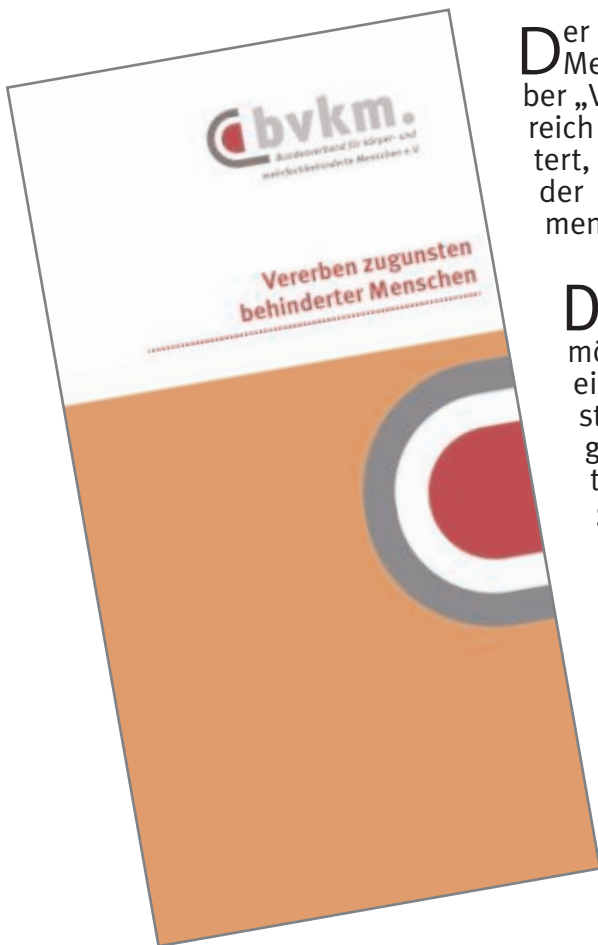 bvkm.
Bundesverband für körper- und
mehrfachbehinderte Menschen e.V.
Vererben zugunsten
behinderter Menschen
Der
Me
ber „V
reich
tert,
der
men
D
mö
ei
st
g
t